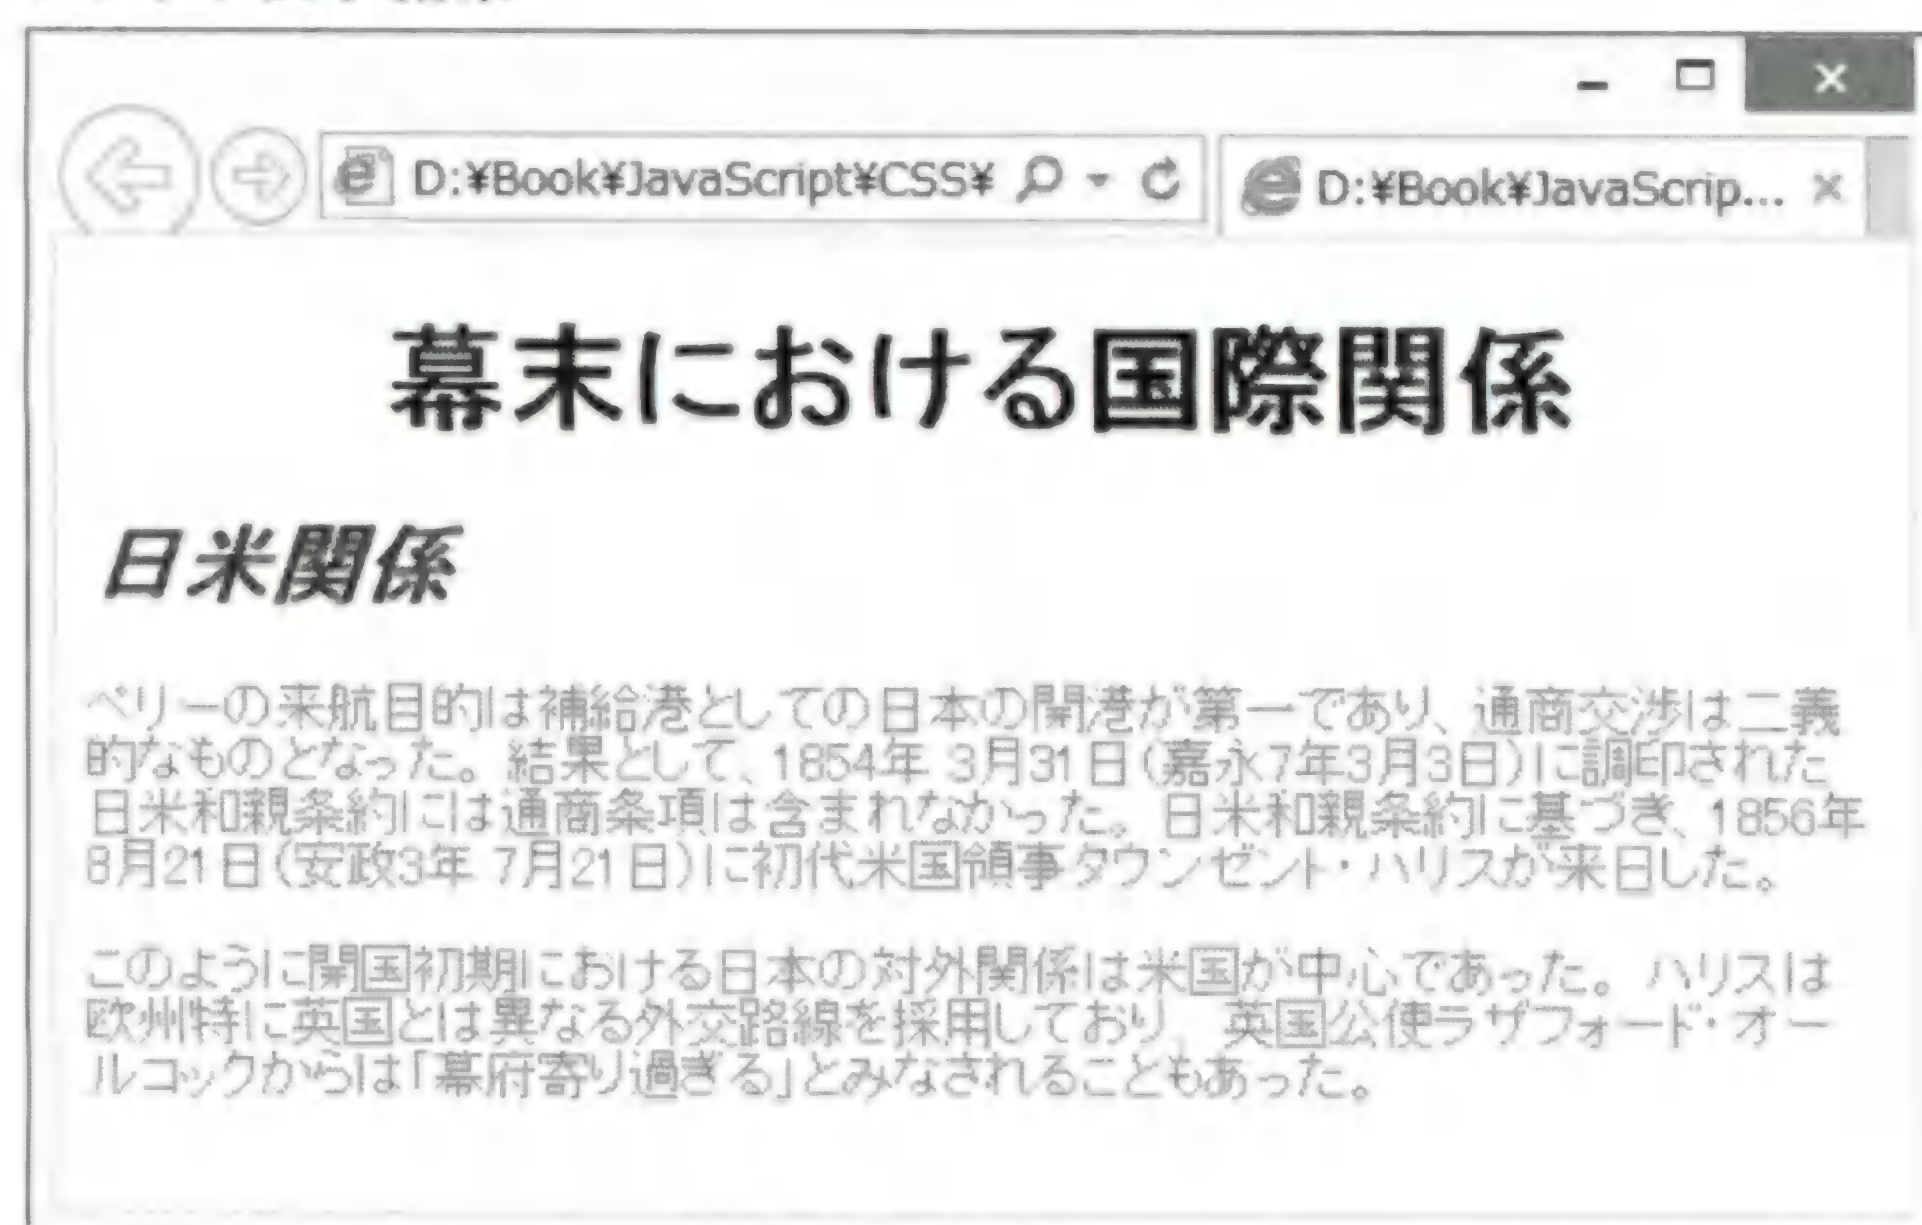 D:¥Book¥JavaScript¥CSS¥
D:¥Book¥JavaScrip...
幕末における国際関係
日米関係
ペリーの来航目的は補給港としての日本の開港が第一であり、通商交渉は二義
的なものとなった。結果として、1854年 3月31日(嘉永7年3月3日)に調印された
日米和親条約には通商条項は含まれなかった。日米和親条約に基づき、1856年
8月21日(安政3年 7月21日)に初代米国領事タウンゼント・ハリスが来日した。
このように開国初期における日本の対外関係は米国が中心であった。ハリスは
欧州特に英国とは異なる外交路線を採用しており、英国公使ラザフォード・オー
ルコックからは「幕府寄り過ぎる」とみなされることもあった。